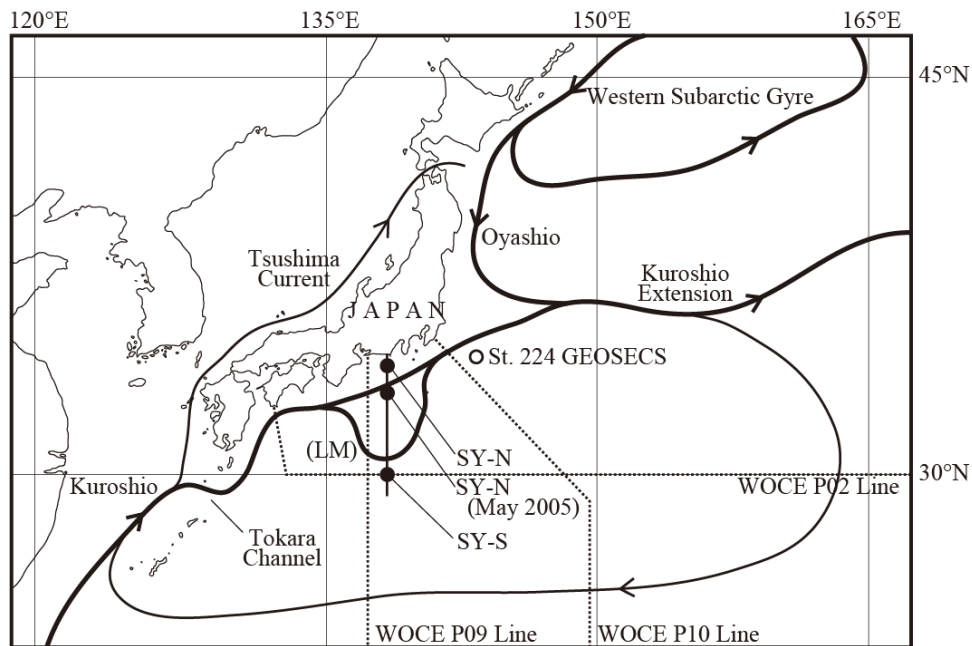 120°E
135°E
150°E
165°E
45°N
Western Subarctic Gyre
Oyashio
Tsushima
Current
Kuroshio
Extension
J A P A N
St. 224 GEOSECS
(LM)
SY-N
30°N
Kuroshio
SY-N
(May 2005)
WOCE P02 Line
Tokara
Channel
SY-S
WOCE P09 Line
WOCE P10 Line